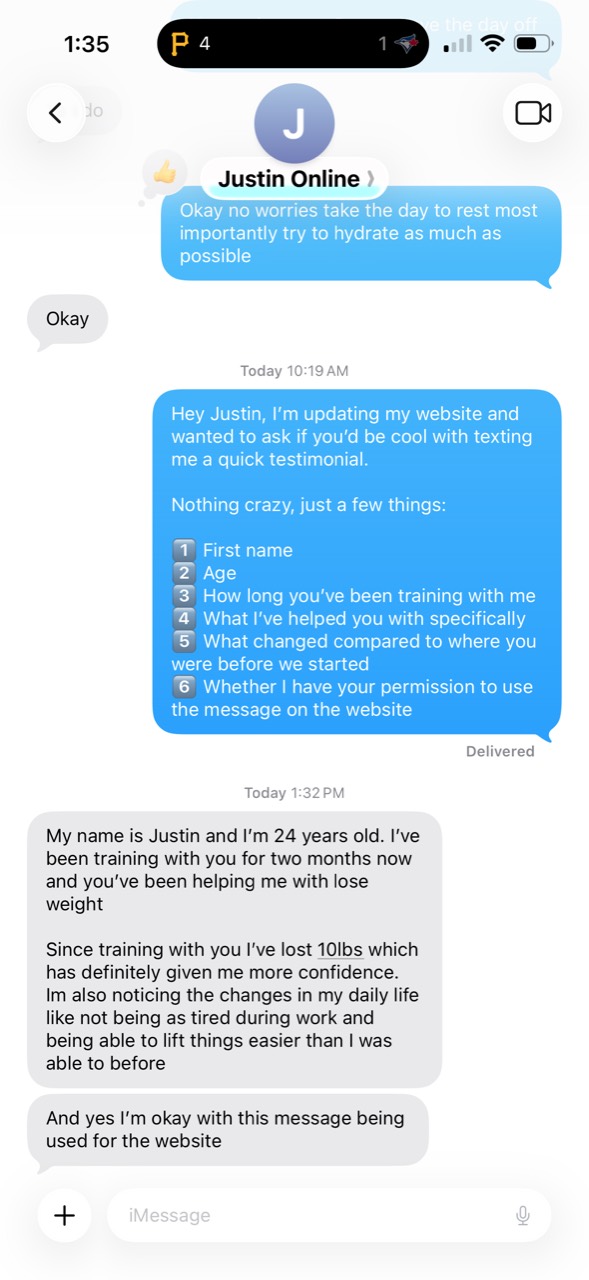 1:35
P 4
1
ve the day off
do
J
Justin Online
Okay no worries take the day to rest most
importantly try to hydrate as much as
possible
Okay
Today 10:19 AM
Hey Justin, I’m updating my website and
wanted to ask if you’d be cool with texting
me a quick testimonial.
Nothing crazy, just a few things:
1️⃣ First name
2️⃣ Age
3️⃣ How long you’ve been training with me
4️⃣ What I’ve helped you with specifically
5️⃣ What changed compared to where you
were before we started
6️⃣ Whether I have your permission to use
the message on the website
Delivered
Today 1:32 PM
My name is Justin and I’m 24 years old. I’ve
been training with you for two months now
and you’ve been helping me with lose
weight
Since training with you I’ve lost 10lbs which
has definitely given me more confidence.
Im also noticing the changes in my daily life
like not being as tired during work and
being able to lift things easier than I was
able to before
And yes I’m okay with this message being
used for the website
iMessage